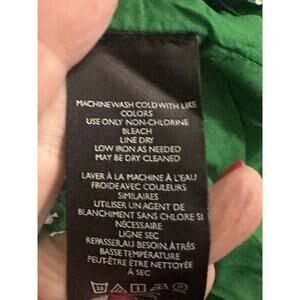 MACHINE WASH COLD WITH LIKE
COLORS
USE ONLY NON-CHLORINE
BLEACH
LINE DRY
LOW IRON AS NEEDED
MAY BE DRY CLEANED
LAVER À LA MACHINE À L'EAU
FROIDE AVEC COULEURS
SIMILAIRES
UTILISER UN AGENT DE
BLANCHIMENT SANS CHLORE SI
NÉCESSAIRE
LIGNE SEC
REPASSER, AU BESOIN, À TRÈS
BASSE TEMPÉRATURE
PEUT-ÊTRE ÊTRE NETTOYÉE
À SEC